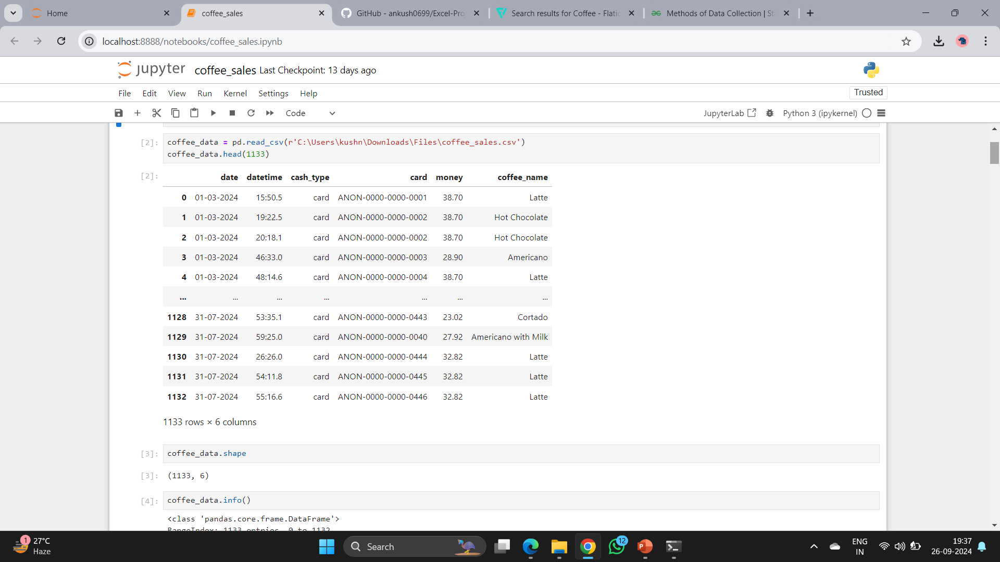 Home
coffee_sales
GitHub - ankush0699/Excel-Pro
Search results for Coffee - Flatic
Methods of Data Collection | Sta
localhost:8888/notebooks/coffee_sales.ipynb
jupyter coffee_sales Last Checkpoint: 13 days ago
File Edit View Run Kernel Settings Help Trusted
Code JupyterLab Python 3 (ipykernel)
[2]: coffee_data = pd.read_csv(r'C:\Users\kushn\Downloads\Files\coffee_sales.csv')
coffee_data.head(1133)
[2]: date datetime cash_type card money coffee_name
0 01-03-2024 15:50.5 card ANON-0000-0000-0001 38.70 Latte
1 01-03-2024 19:22.5 card ANON-0000-0000-0002 38.70 Hot Chocolate
2 01-03-2024 20:18.1 card ANON-0000-0000-0002 38.70 Hot Chocolate
3 01-03-2024 46:33.0 card ANON-0000-0000-0003 28.90 Americano
4 01-03-2024 48:14.6 card ANON-0000-0000-0004 38.70 Latte
... ... ... ... ... ... ...
1128 31-07-2024 53:35.1 card ANON-0000-0000-0443 23.02 Cortado
1129 31-07-2024 59:25.0 card ANON-0000-0000-0040 27.92 Americano with Milk
1130 31-07-2024 26:26.0 card ANON-0000-0000-0444 32.82 Latte
1131 31-07-2024 54:11.8 card ANON-0000-0000-0445 32.82 Latte
1132 31-07-2024 55:16.6 card ANON-0000-0000-0446 32.82 Latte
1133 rows × 6 columns
[3]: coffee_data.shape
[3]: (1133, 6)
[4]: coffee_data.info()
<class 'pandas.core.frame.DataFrame'>
RangeIndex: 1133 entries, 0 to 1132
1
27°C
Haze
Search
12
ENG
IN
19:37
26-09-2024